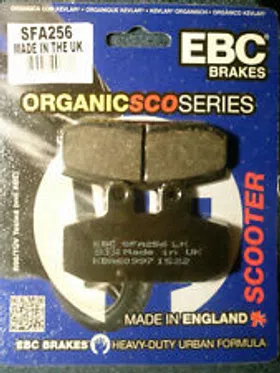 SFA256
MADE IN THE UK
EBC
BRAKES
ORGANICSCOSERIES
EBC SFA256 LK
Made in UK
SCOOTER
MADE IN ENGLAND
EBC BRAKES HEAVY-DUTY URBAN FORMULA